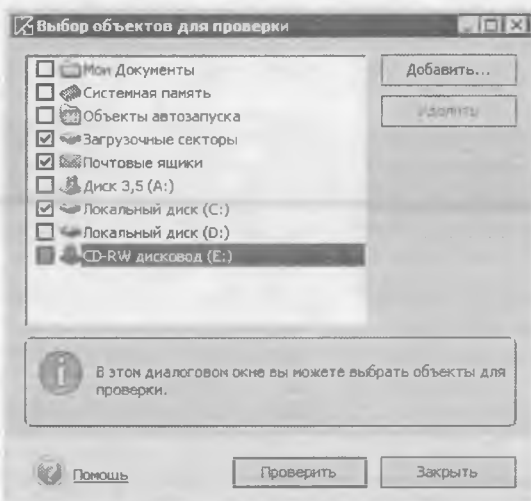 Выбор объектов для проверки
Мои Документы
Системная память
Объекты автозапуска
Загрузочные секторы
Почтовые ящики
Диск 3,5 (A:)
Локальный диск (C:)
Локальный диск (D:)
CD-RW дисковод (E:)
Добавить...
Удалить
В этом диалоговом окне вы можете выбрать объекты для
проверки.
Помощь
Проверить
Закрыть